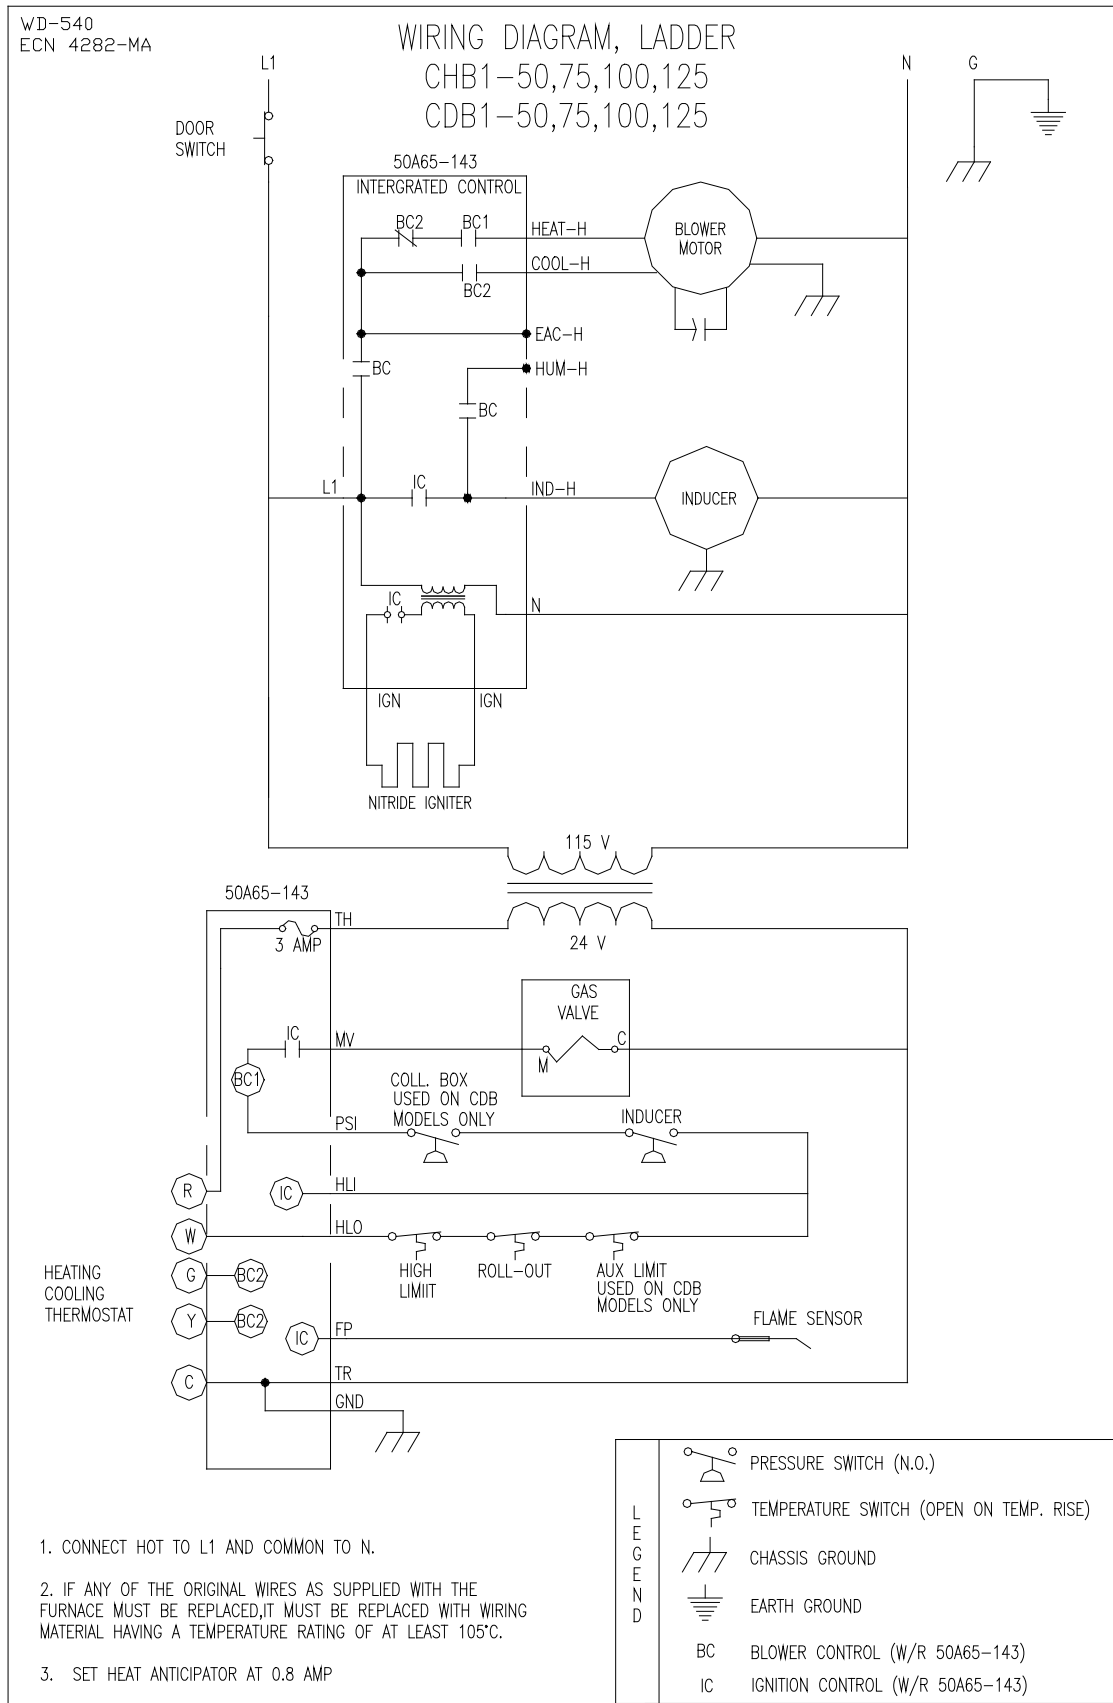 WD-540
ECN 4282-MA
WIRING DIAGRAM, LADDER
CHB1-50,75,100,125
CDB1-50,75,100,125
L1
N
G
DOOR
SWITCH
50A65-143
INTERGRATED CONTROL
BC2
BC1
HEAT-H
BLOWER
MOTOR
COOL-H
BC2
EAC-H
BC
HUM-H
BC
L1
IC
IND-H
INDUCER
IC
N
IGN
IGN
NITRIDE IGNITER
115 V
50A65-143
TH
3 AMP
24 V
GAS
VALVE
IC
MV
M
C
BC1
COLL. BOX
USED ON CDB
MODELS ONLY
PSI
INDUCER
R
IC
HLI
W
HLO
HIGH
LIMIIT
ROLL-OUT
AUX LIMIT
USED ON CDB
MODELS ONLY
HEATING
COOLING
THERMOSTAT
G
BC2
Y
BC2
IC
FP
FLAME SENSOR
C
TR
GND
LEGEND
PRESSURE SWITCH (N.O.)
TEMPERATURE SWITCH (OPEN ON TEMP. RISE)
CHASSIS GROUND
EARTH GROUND
BC BLOWER CONTROL (W/R 50A65-143)
IC IGNITION CONTROL (W/R 50A65-143)
1. CONNECT HOT TO L1 AND COMMON TO N.
2. IF ANY OF THE ORIGINAL WIRES AS SUPPLIED WITH THE
FURNACE MUST BE REPLACED,IT MUST BE REPLACED WITH WIRING
MATERIAL HAVING A TEMPERATURE RATING OF AT LEAST 105°C.
3. SET HEAT ANTICIPATOR AT 0.8 AMP